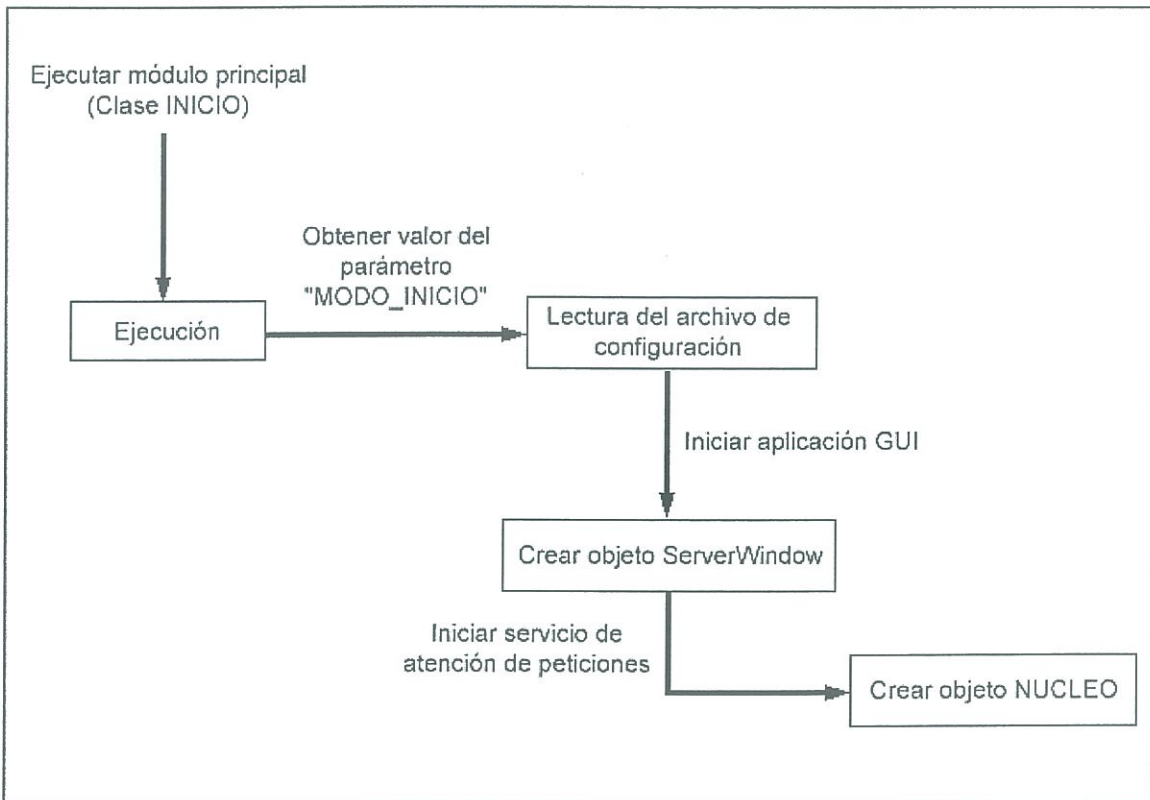 Ejecutar módulo principal
(Clase INICIO)
Obtener valor del
parámetro
"MODO_INICIO"
Ejecución
Lectura del archivo de
configuración
Iniciar aplicación GUI
Crear objeto ServerWindow
Iniciar servicio de
atención de peticiones
Crear objeto NUCLEO